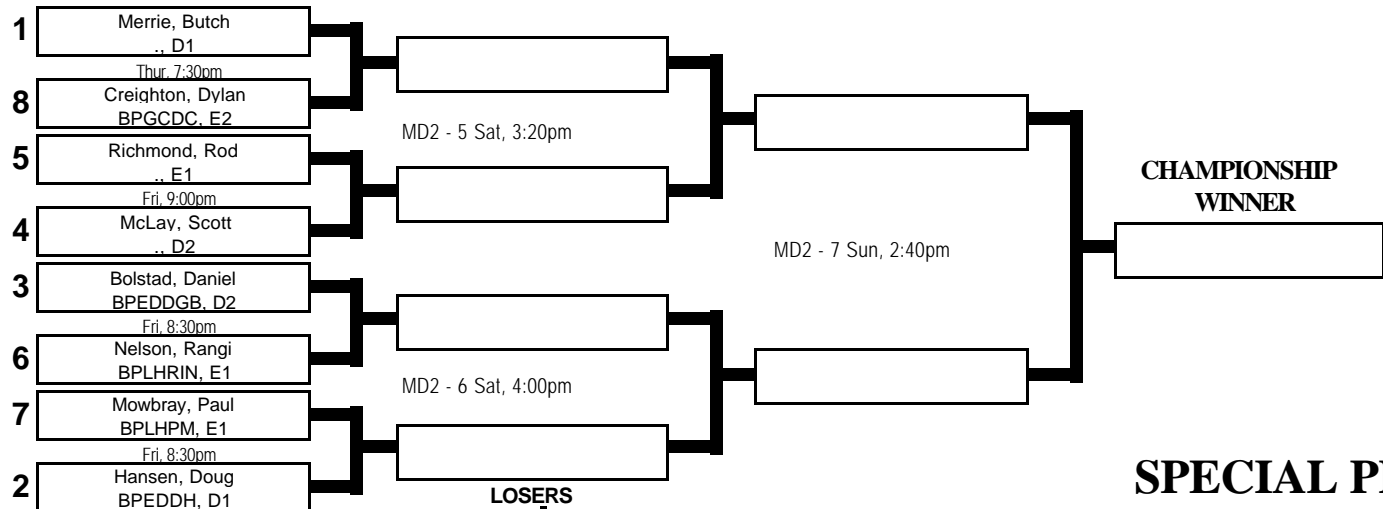 1
Merrie, Butch
., D1
Thur, 7:30pm
8
Creighton, Dylan
BPGCDC, E2
5
Richmond, Rod
., E1
Fri, 9:00pm
4
McLay, Scott
., D2
3
Bolstad, Daniel
BPEDDGB, D2
Fri, 8:30pm
6
Nelson, Rangi
BPLHRIN, E1
7
Mowbray, Paul
BPLHPM, E1
Fri, 8:30pm
2
Hansen, Doug
BPEDDH, D1
MD2 - 5 Sat, 3:20pm
MD2 - 6 Sat, 4:00pm
LOSERS
MD2 - 7 Sun, 2:40pm
CHAMPIONSHIP
WINNER
SPECIAL